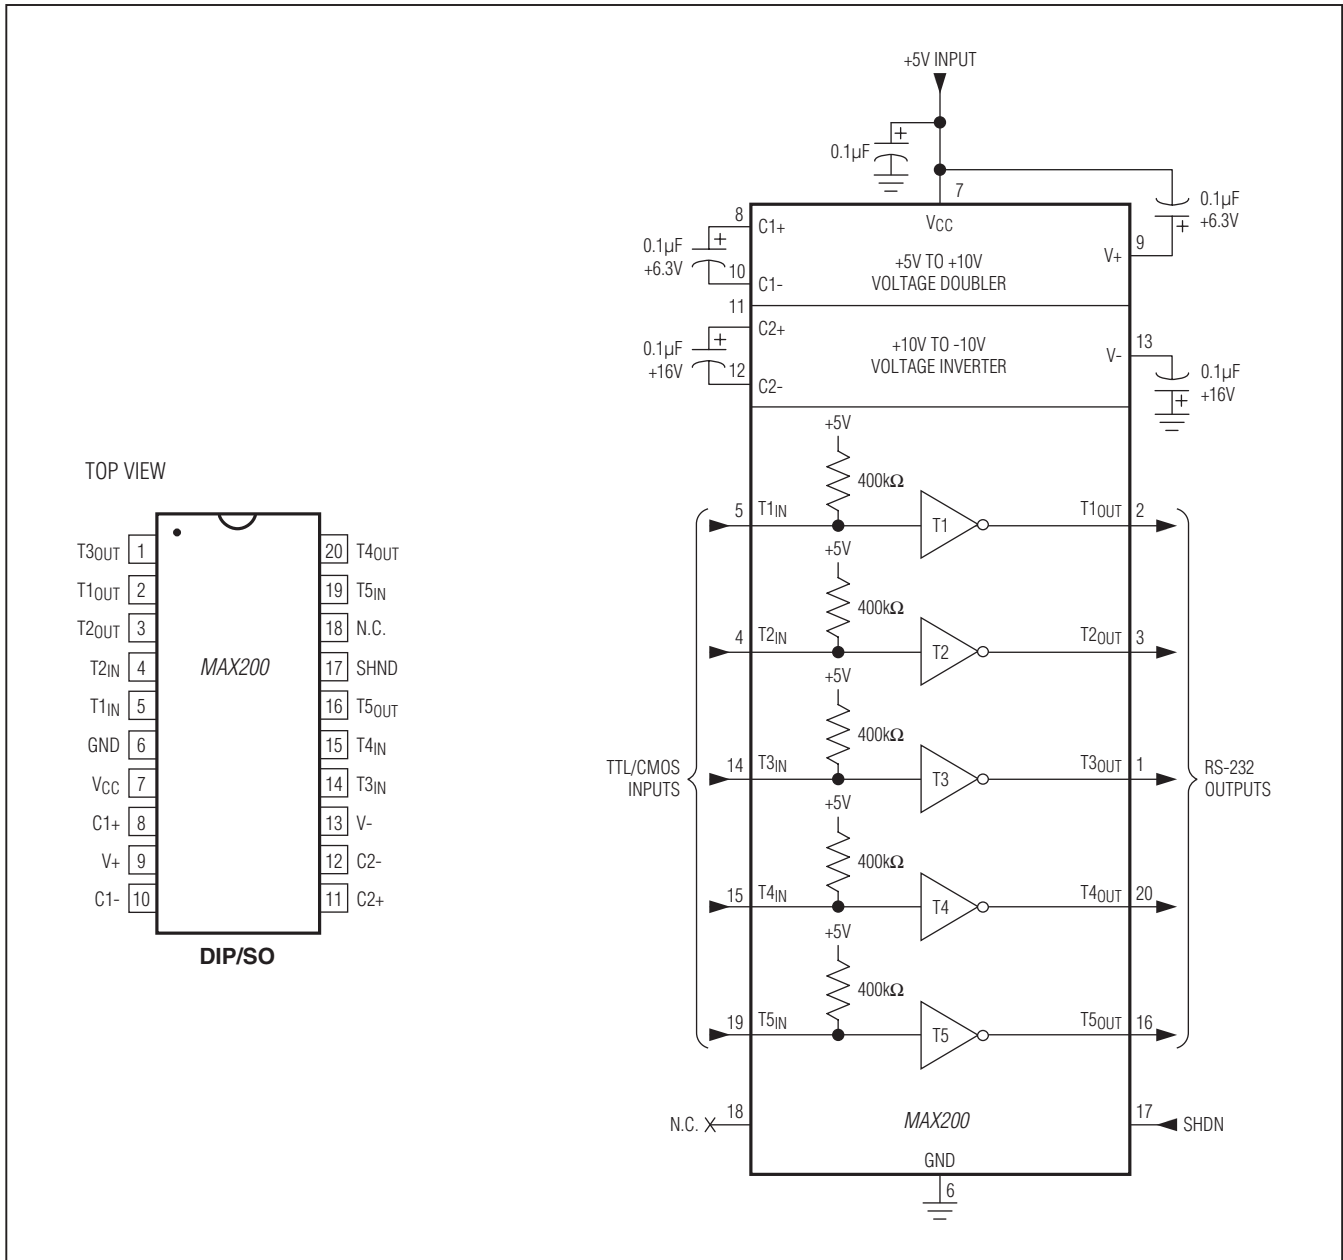 TOP VIEW
T3OUT 1
T1OUT 2
T2OUT 3
T2IN 4
T1IN 5
GND 6
VCC 7
C1+ 8
V+ 9
C1- 10
20 T4OUT
19 T5IN
18 N.C.
17 SHND
16 T5OUT
15 T4IN
14 T3IN
13 V-
12 C2-
11 C2+
MAX200
DIP/SO
+5V INPUT
0.1µF
+
7
VCC
0.1µF
+6.3V
+
9
V+
8
C1+
0.1µF
+6.3V
+
10
C1-
+5V TO +10V
VOLTAGE DOUBLER
11
C2+
0.1µF
+16V
+
12
C2-
+10V TO -10V
VOLTAGE INVERTER
13
V-
0.1µF
+16V
+
+5V
400kΩ
5 T1IN
T1
T1OUT 2
+5V
400kΩ
4 T2IN
T2
T2OUT 3
+5V
400kΩ
TTL/CMOS
INPUTS
14 T3IN
T3
T3OUT 1
RS-232
OUTPUTS
+5V
400kΩ
15 T4IN
T4
T4OUT 20
+5V
400kΩ
19 T5IN
T5
T5OUT 16
N.C.
18
MAX200
17
SHDN
GND
6